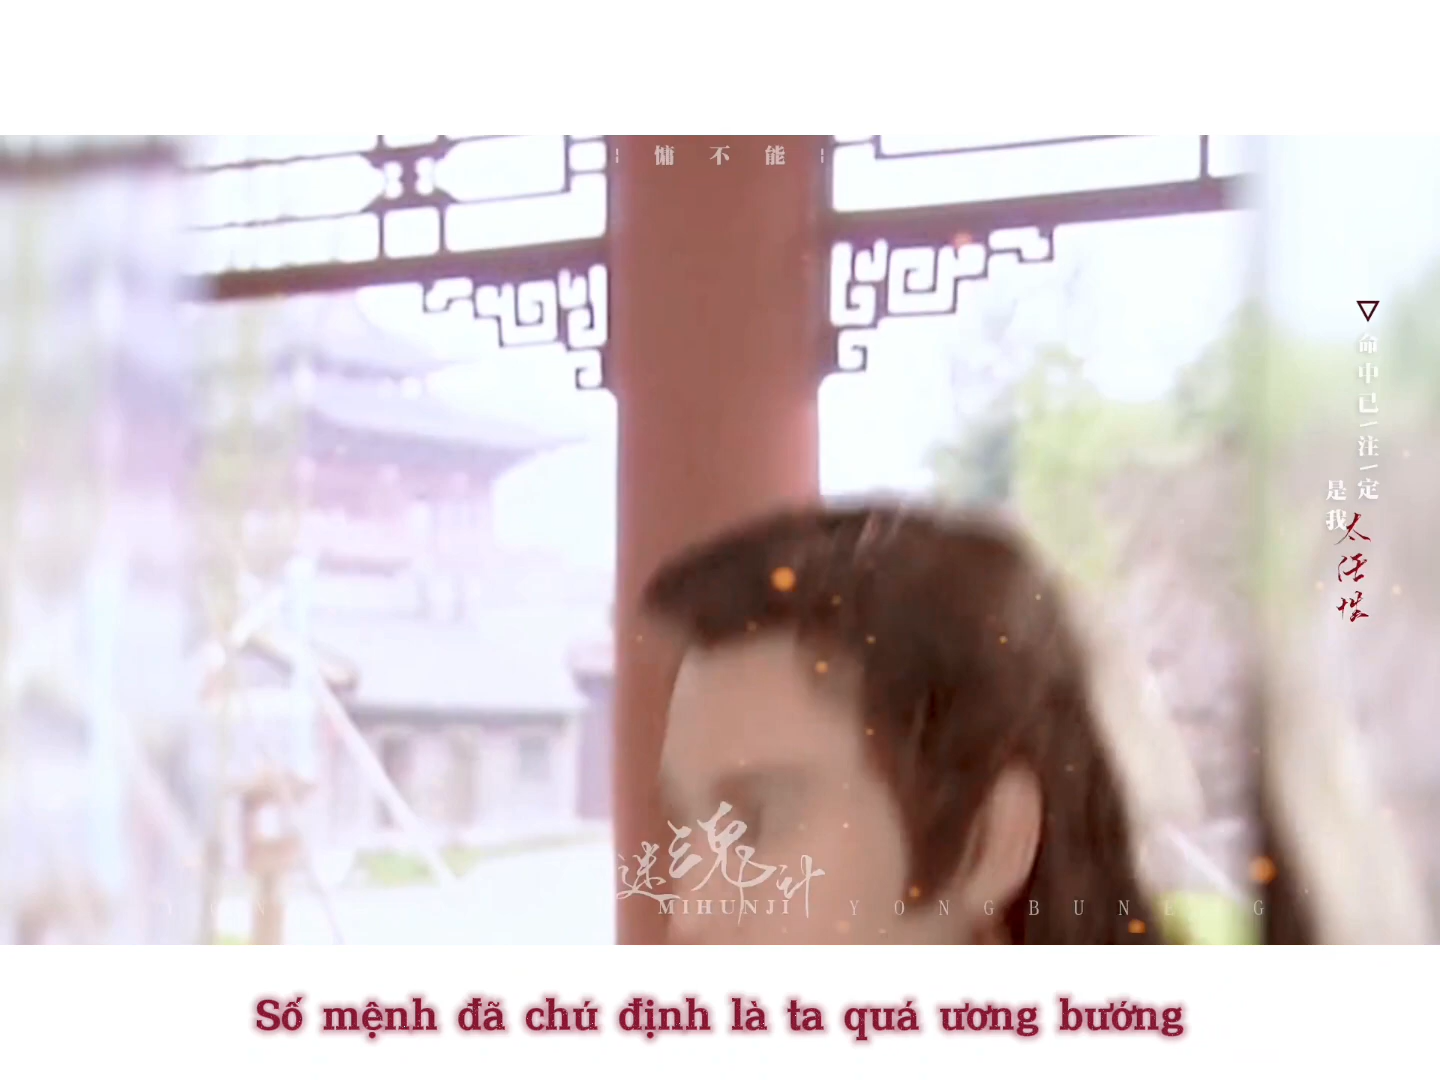 慵不能
命中已注定
是我太任性
迷魂计
MIHUNJI
YONGBUNENG
Số mệnh đã chú định là ta quá ương bướng